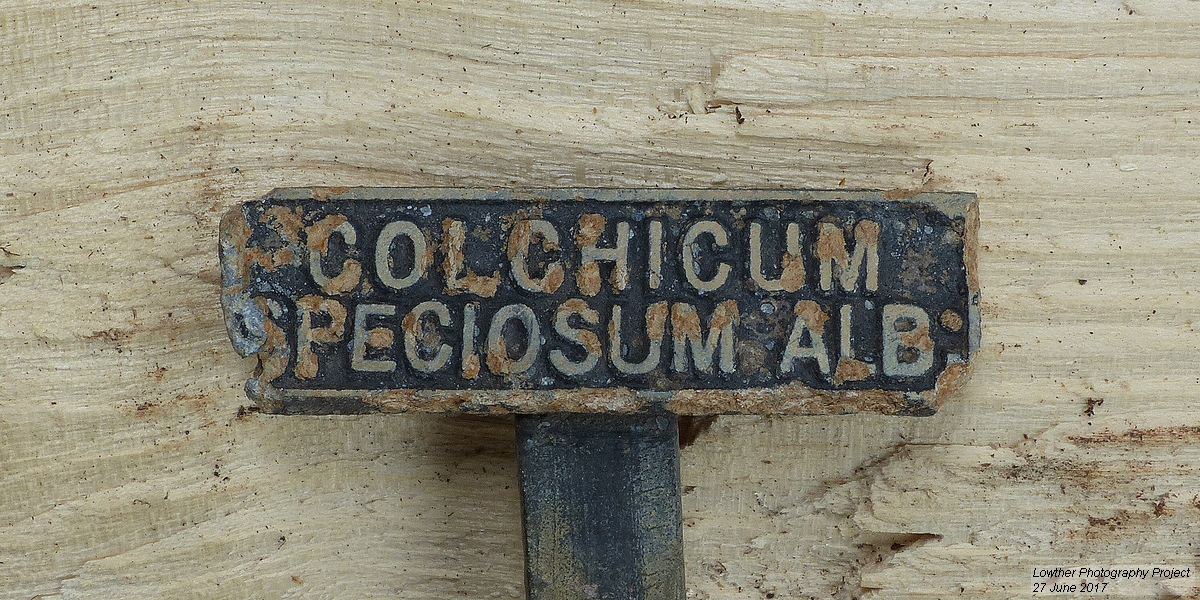 COLCHICUM
SPECIOSUM ALB·
Lowther Photography Project
27 June 2017